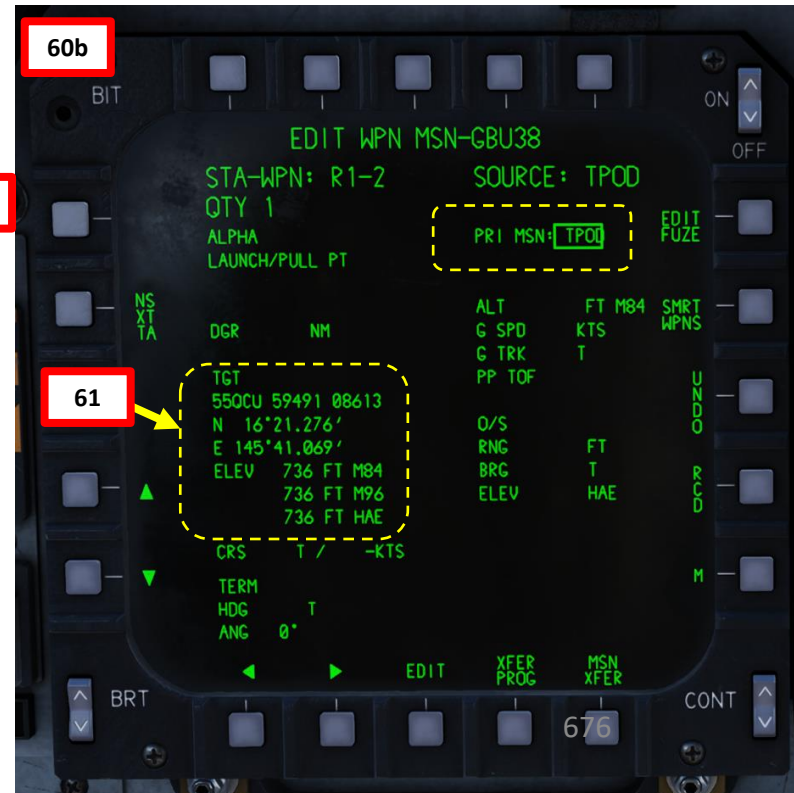 60b
BIT
ON
OFF
EDIT WPN MSN-GBU38
STA-WPN: R1-2 SOURCE: TPOD
QTY 1
ALPHA PRI MSN: TPOD
LAUNCH/PULL PT
EDIT
FUZE
NS
XT
TA
ALT FT M84
SMRT
WPNS
DGR NM G SPD KTS
G TRK T
TGT PP TOF
UNDO
61
55QCU 59491 08613
N 16°21.276' O/S
E 145°41.069' RNG FT
ELEV 736 FT M84 BRG T
RCD
736 FT M96 ELEV HAE
736 FT HAE
CRS T / -KTS
TERM
M
HDG T
ANG 0°
EDIT
XFER
PROG
MSN
XFER
BRT
CONT
676